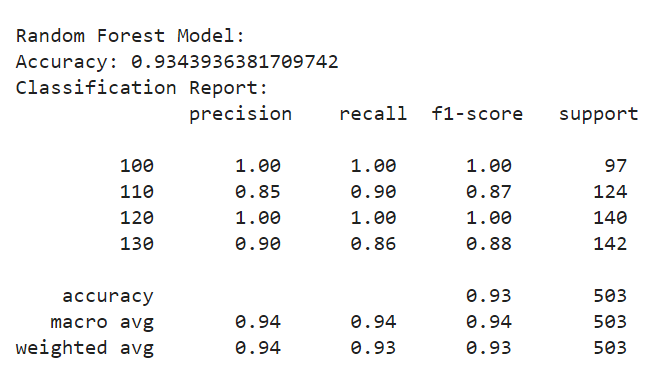 Random Forest Model:
Accuracy: 0.9343936381709742
Classification Report:
precision recall f1-score support
100 1.00 1.00 1.00 97
110 0.85 0.90 0.87 124
120 1.00 1.00 1.00 140
130 0.90 0.86 0.88 142
accuracy 0.93 503
macro avg 0.94 0.94 0.94 503
weighted avg 0.94 0.93 0.93 503